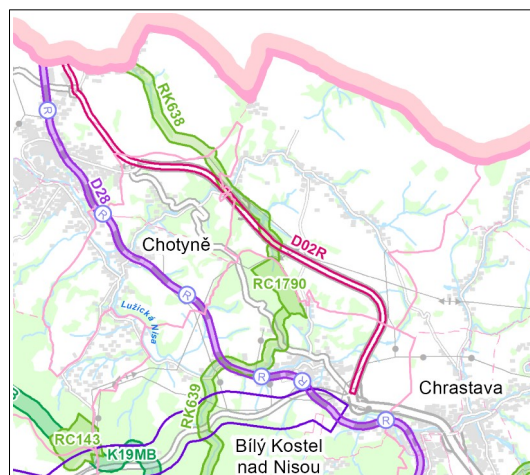 RK638
D28
D02R
Chotyně
RC1790
Lužická
Nisa
R
R
R
R
R
R
Chrastava
RK639
RC143
K19MB
Bílý Kostel
nad Nisou